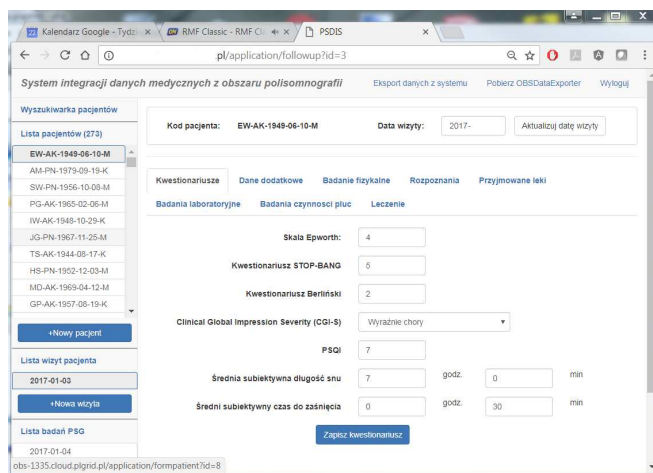 Kalendarz Google - Tydzi
RMF Classic - RMF Cl
PSDIS
.pl/application/followup?id=3
System integracji danych medycznych z obszaru polisomnografii
Eksport danych z systemu
Pobierz OBSDataExporter
Wyloguj
Wyszukiwarka pacjentów
Lista pacjentów (273)
EW-AK-1949-06-10-M
AM-PN-1979-09-19-K
SW-PN-1956-10-08-M
PG-AK-1965-02-06-M
IW-AK-1948-10-29-K
JG-PN-1967-11-25-M
TS-AK-1944-08-17-K
HS-PN-1952-12-03-M
MD-AK-1969-04-12-M
GP-AK-1957-08-19-K
+Nowy pacjent
Lista wizyt pacjenta
2017-01-03
+Nowa wizyta
Lista badań PSG
2017-01-04
obs-1335.cloud.plgrid.pl/application/formpatient?id=8
Kod pacjenta: EW-AK-1949-06-10-M Data wizyty: 2017- Aktualizuj datę wizyty
Kwestionariusze Dane dodatkowe Badanie fizykalne Rozpoznania Przyjmowane leki
Badania laboratoryjne Badania czynnosci pluc Leczenie
Skala Epworth: 4
Kwestionariusz STOP-BANG 5
Kwestionariusz Berliński 2
Clinical Global Impression Severity (CGI-S) Wyraźnie chory
PSQI 7
Średnia subiektywna długość snu 7 godz. 0 min
Średni subiektywny czas do zaśnięcia 0 godz. 30 min
Zapisz kwestionariusz